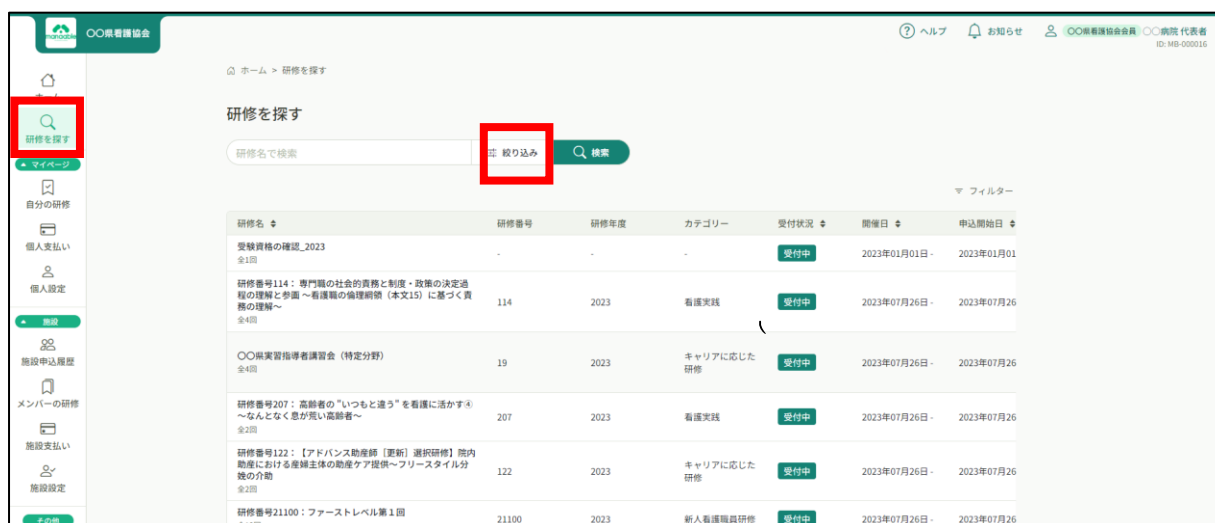 manaable
〇〇県看護協会
ヘルプ
お知らせ
〇〇県看護協会会員
〇〇病院 代表者
ID: MB-000016
ホーム > 研修を探す
研修を探す
研修を探す
マイページ
自分の研修
個人支払い
個人設定
施設
施設申込履歴
メンバーの研修
施設支払い
施設設定
その他
研修名で検索
絞り込み
検索
フィルター
研修名 研修番号 研修年度 カテゴリー 受付状況 開催日 申込開始日
受験資格の確認_2023
全1回
- - - 受付中 2023年01月01日 - 2023年01月01
研修番号114： 専門職の社会的責務と制度・政策の決定過
程の理解と参画 ～看護職の倫理綱領（本文15）に基づく責
務の理解～
全4回
114 2023 看護実践 受付中 2023年07月26日 - 2023年07月26
〇〇県実習指導者講習会（特定分野）
全4回
19 2023 キャリアに応じた
研修
受付中 2023年07月26日 - 2023年07月26
研修番号207： 高齢者の "いつもと違う" を看護に活かす④
～なんとなく息が荒い高齢者～
全2回
207 2023 看護実践 受付中 2023年07月26日 - 2023年07月26
研修番号122：【アドバンス助産師［更新］選択研修】院内
助産における産婦主体の助産ケア提供～フリースタイル分
娩の介助
全2回
122 2023 キャリアに応じた
研修
受付中 2023年07月26日 - 2023年07月26
研修番号21100：ファーストレベル第１回
21100 2023 新人看護職員研修 受付中 2023年07月26日 - 2023年07月26